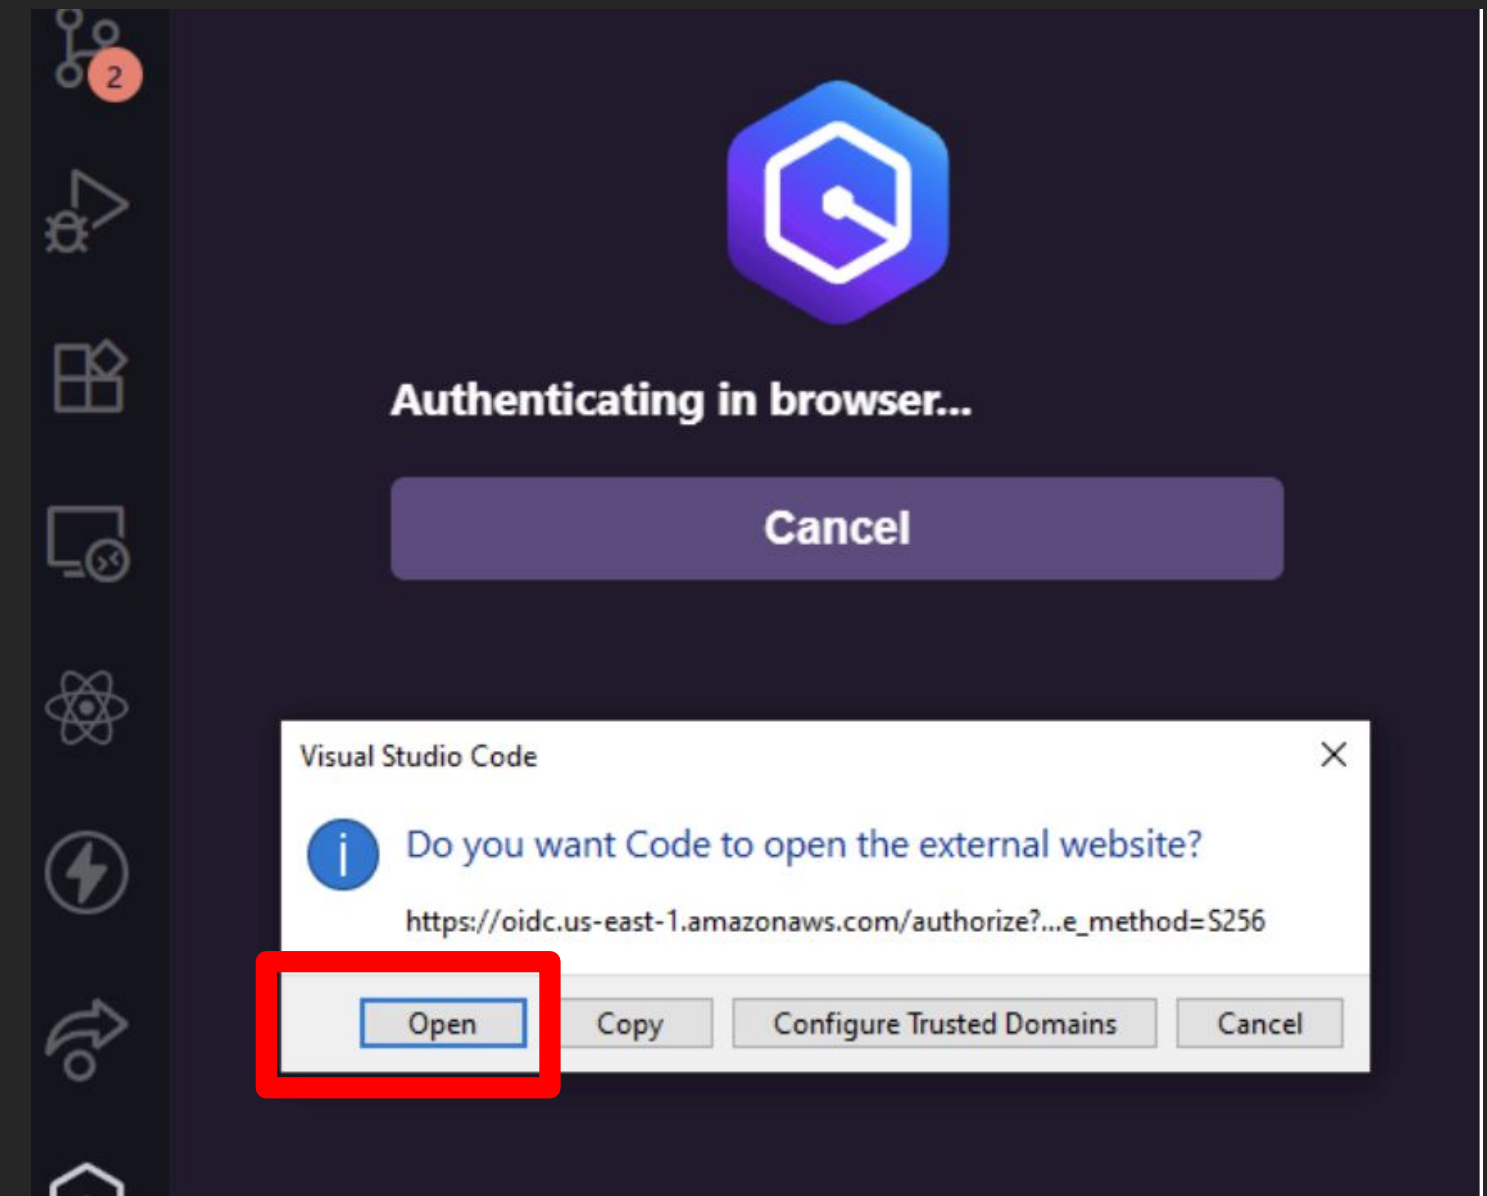 2
Authenticating in browser...
Cancel
Visual Studio Code
Do you want Code to open the external website?
https://oidc.us-east-1.amazonaws.com/authorize?...e_method=S256
Open Copy Configure Trusted Domains Cancel